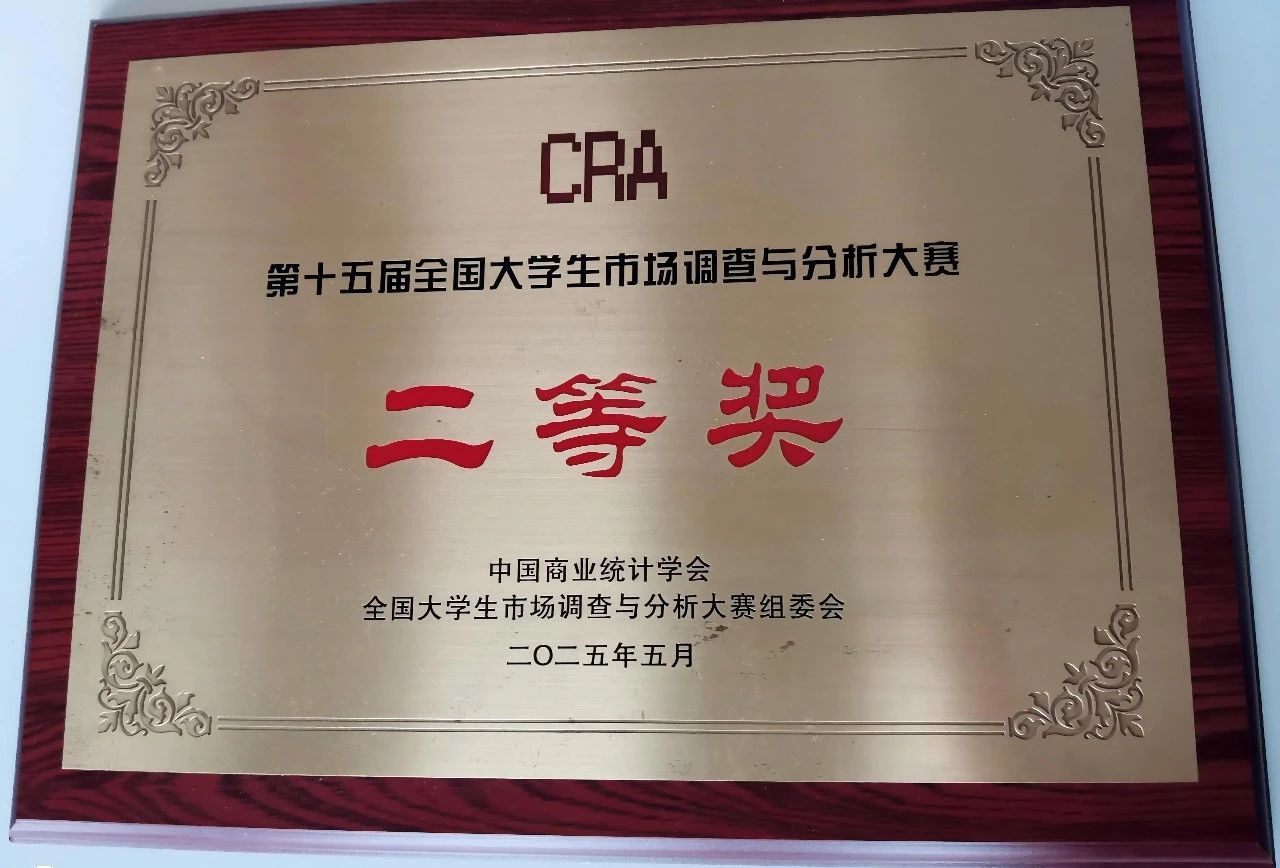 CRA
第十五届全国大学生市场调查与分析大赛
二等奖
中国商业统计学会
全国大学生市场调查与分析大赛组委会
二〇二五年五月